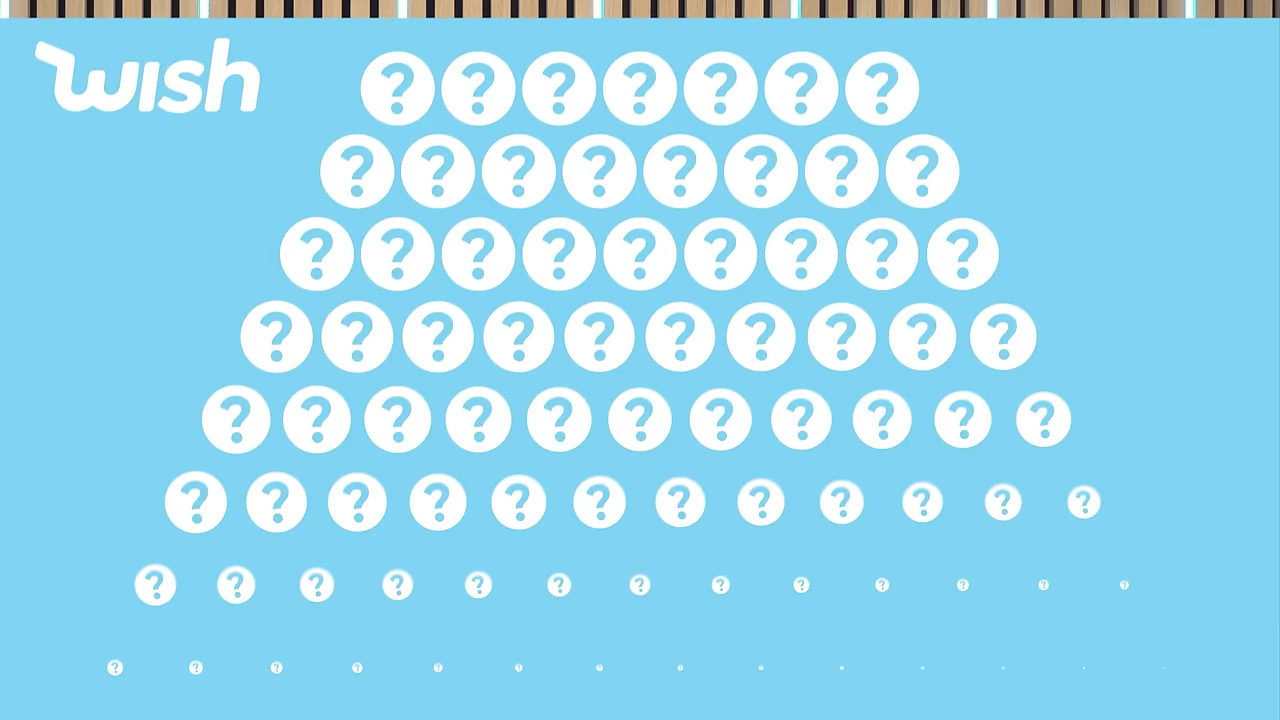 wish
? ? ? ? ? ? ?
? ? ? ? ? ? ? ?
? ? ? ? ? ? ? ? ?
? ? ? ? ? ? ? ? ? ?
? ? ? ? ? ? ? ? ? ? ?
? ? ? ? ? ? ? ? ? ? ? ?
? ? ? ? ? ? ? ? ? ? ? ? ?
? ? ? ? ? ? ? ?